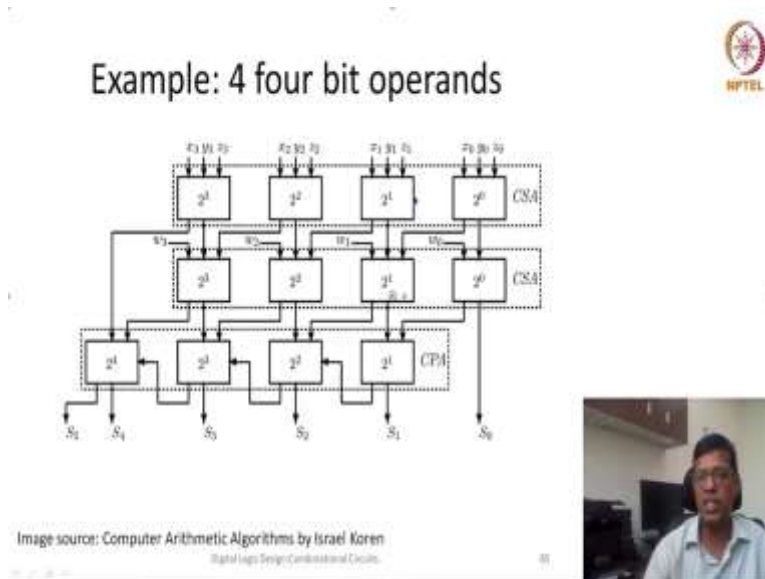 Example: 4 four bit operands
NPTEL
x3 y3 z3 x2 y2 z2 x1 y1 z1 x0 y0 z0
2^3 2^2 2^1 2^0 CSA
w3 w2 w1 w0
2^3 2^2 2^1 2^0 CSA
2^4 2^3 2^2 2^1 CPA
S5 S4 S3 S2 S1 S0
Image source: Computer Arithmetic Algorithms by Israel Koren
Digital Logic Design:Combinational Circuits